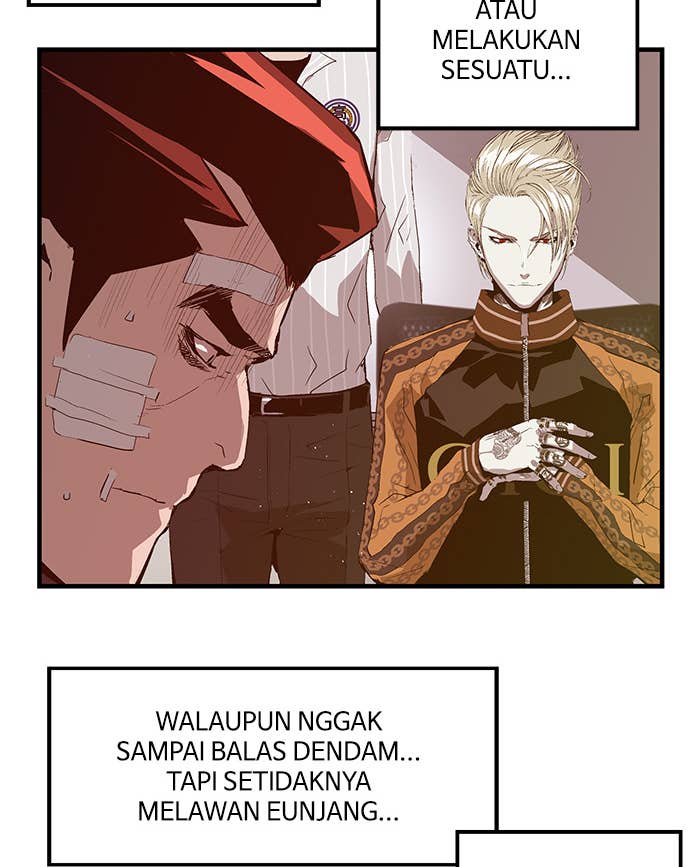 ATAU
MELAKUKAN
SESUATU...
WALAUPUN NGGAK
SAMPAI BALAS DENDAM...
TAPI SETIDAKNYA
MELAWAN EUNJANG...